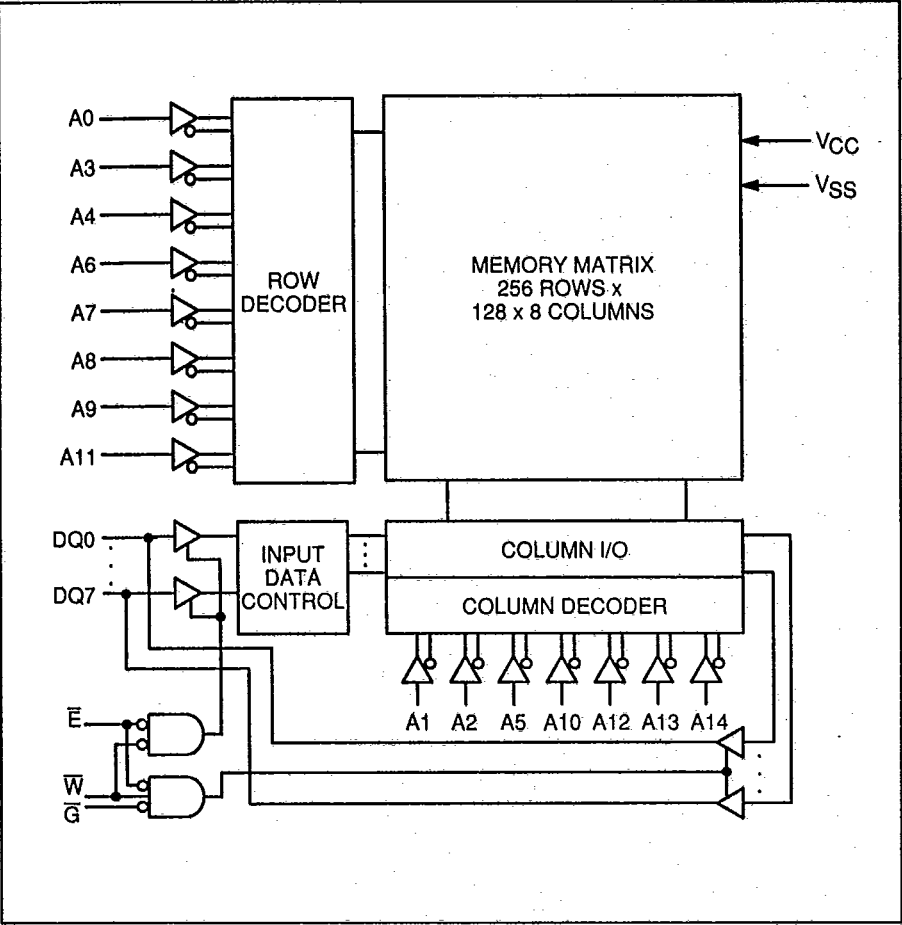 A0
A3
A4
A6
A7
A8
A9
A11
ROW
DECODER
MEMORY MATRIX
256 ROWS x
128 x 8 COLUMNS
VCC
VSS
DQ0
DQ7
INPUT
DATA
CONTROL
COLUMN I/O
COLUMN DECODER
A1 A2 A5 A10 A12 A13 A14
E̅
W̅
G̅